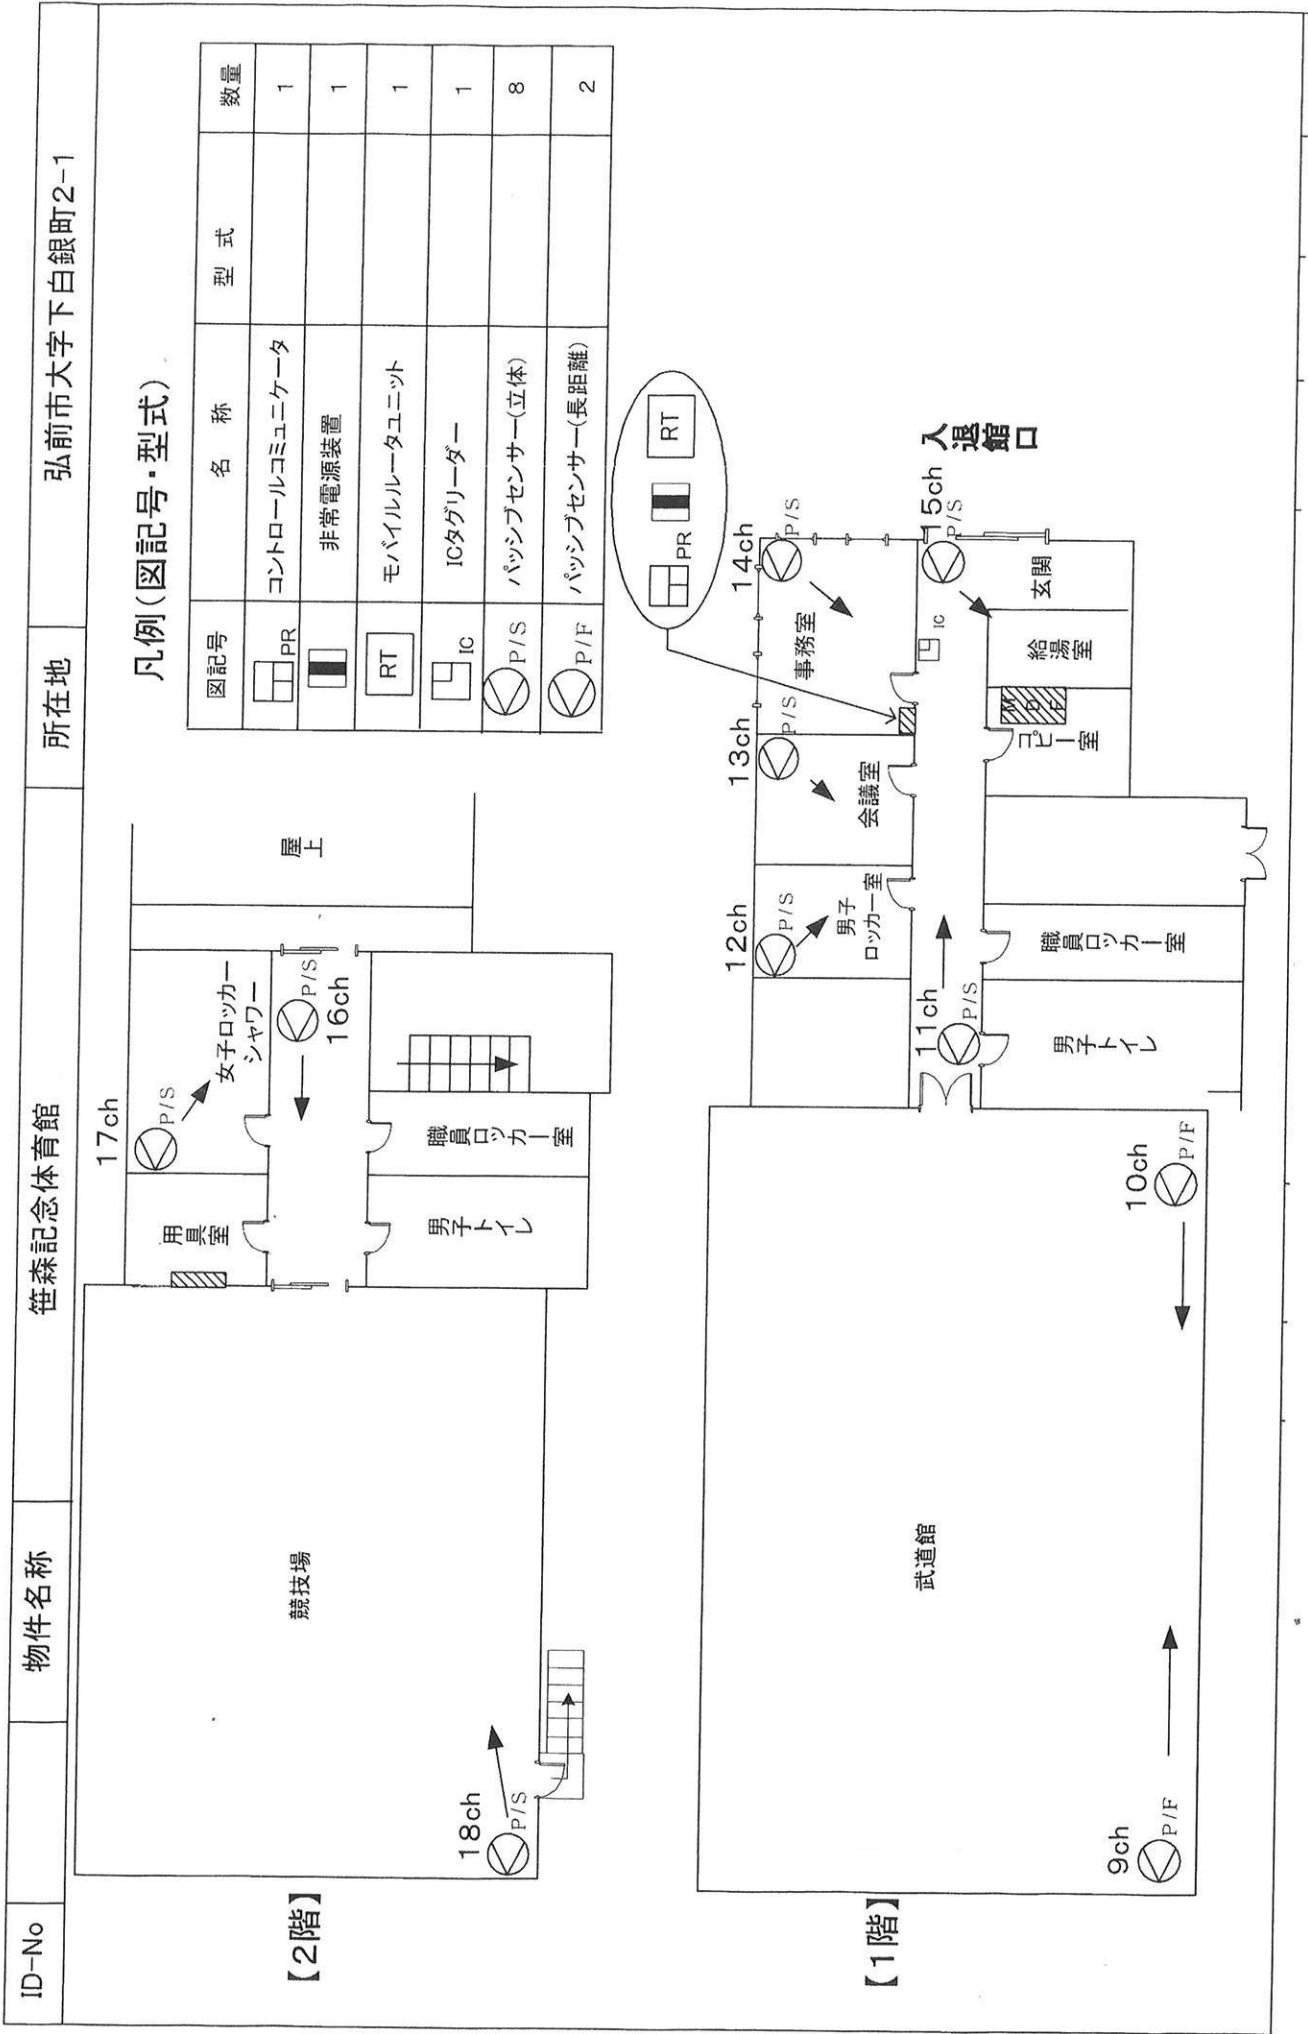 ID-No
物件名称
笹森記念体育館
所在地
弘前市大字下白銀町2-1
凡例(図記号・型式)
図記号 名 称 型 式 数量
PR コントロールコミュニケータ 1
非常電源装置 1
RT モバイルルータユニット 1
IC ICタグリーダー 1
P/S パッシブセンサー(立体) 8
P/F パッシブセンサー(長距離) 2
【2階】
競技場
18ch
P/S
用具室
17ch
P/S
女子ロッカー
シャワー
16ch
P/S
男子トイレ
職員ロッカー室
屋上
【1階】
武道館
9ch
P/F
10ch
P/F
11ch
P/S
12ch
P/S
男子
ロッカー室
13ch
P/S
会議室
14ch
P/S
事務室
PR
RT
15ch
P/S
入退館口
IC
玄関
給湯室
MDF
コピー室
職員ロッカー室
男子トイレ